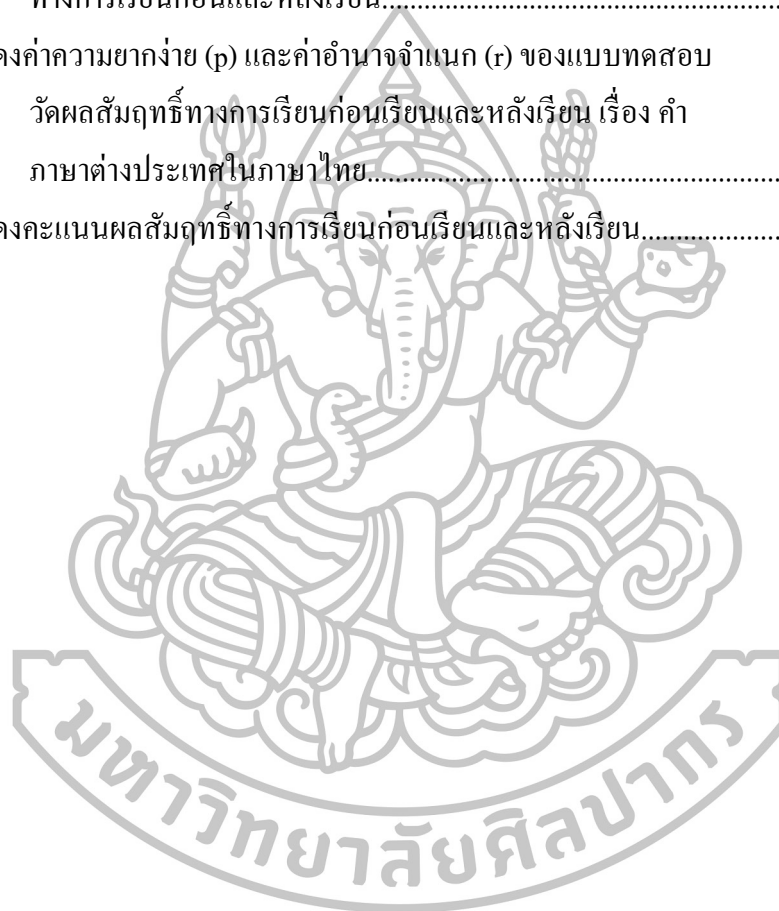 ทางการเรียนก่อนและหลังเรียน
ดงค่าความยากง่าย (p) และค่าอำนาจจำแนก (r) ของแบบทดสอบ
วัดผลสัมฤทธิ์ทางการเรียนก่อนเรียนและหลังเรียน เรื่อง คำ
ภาษาต่างประเทศในภาษาไทย
ดงคะแนนผลสัมฤทธิ์ทางการเรียนก่อนเรียนและหลังเรียน
มหาวิทยาลัยศิลปากร